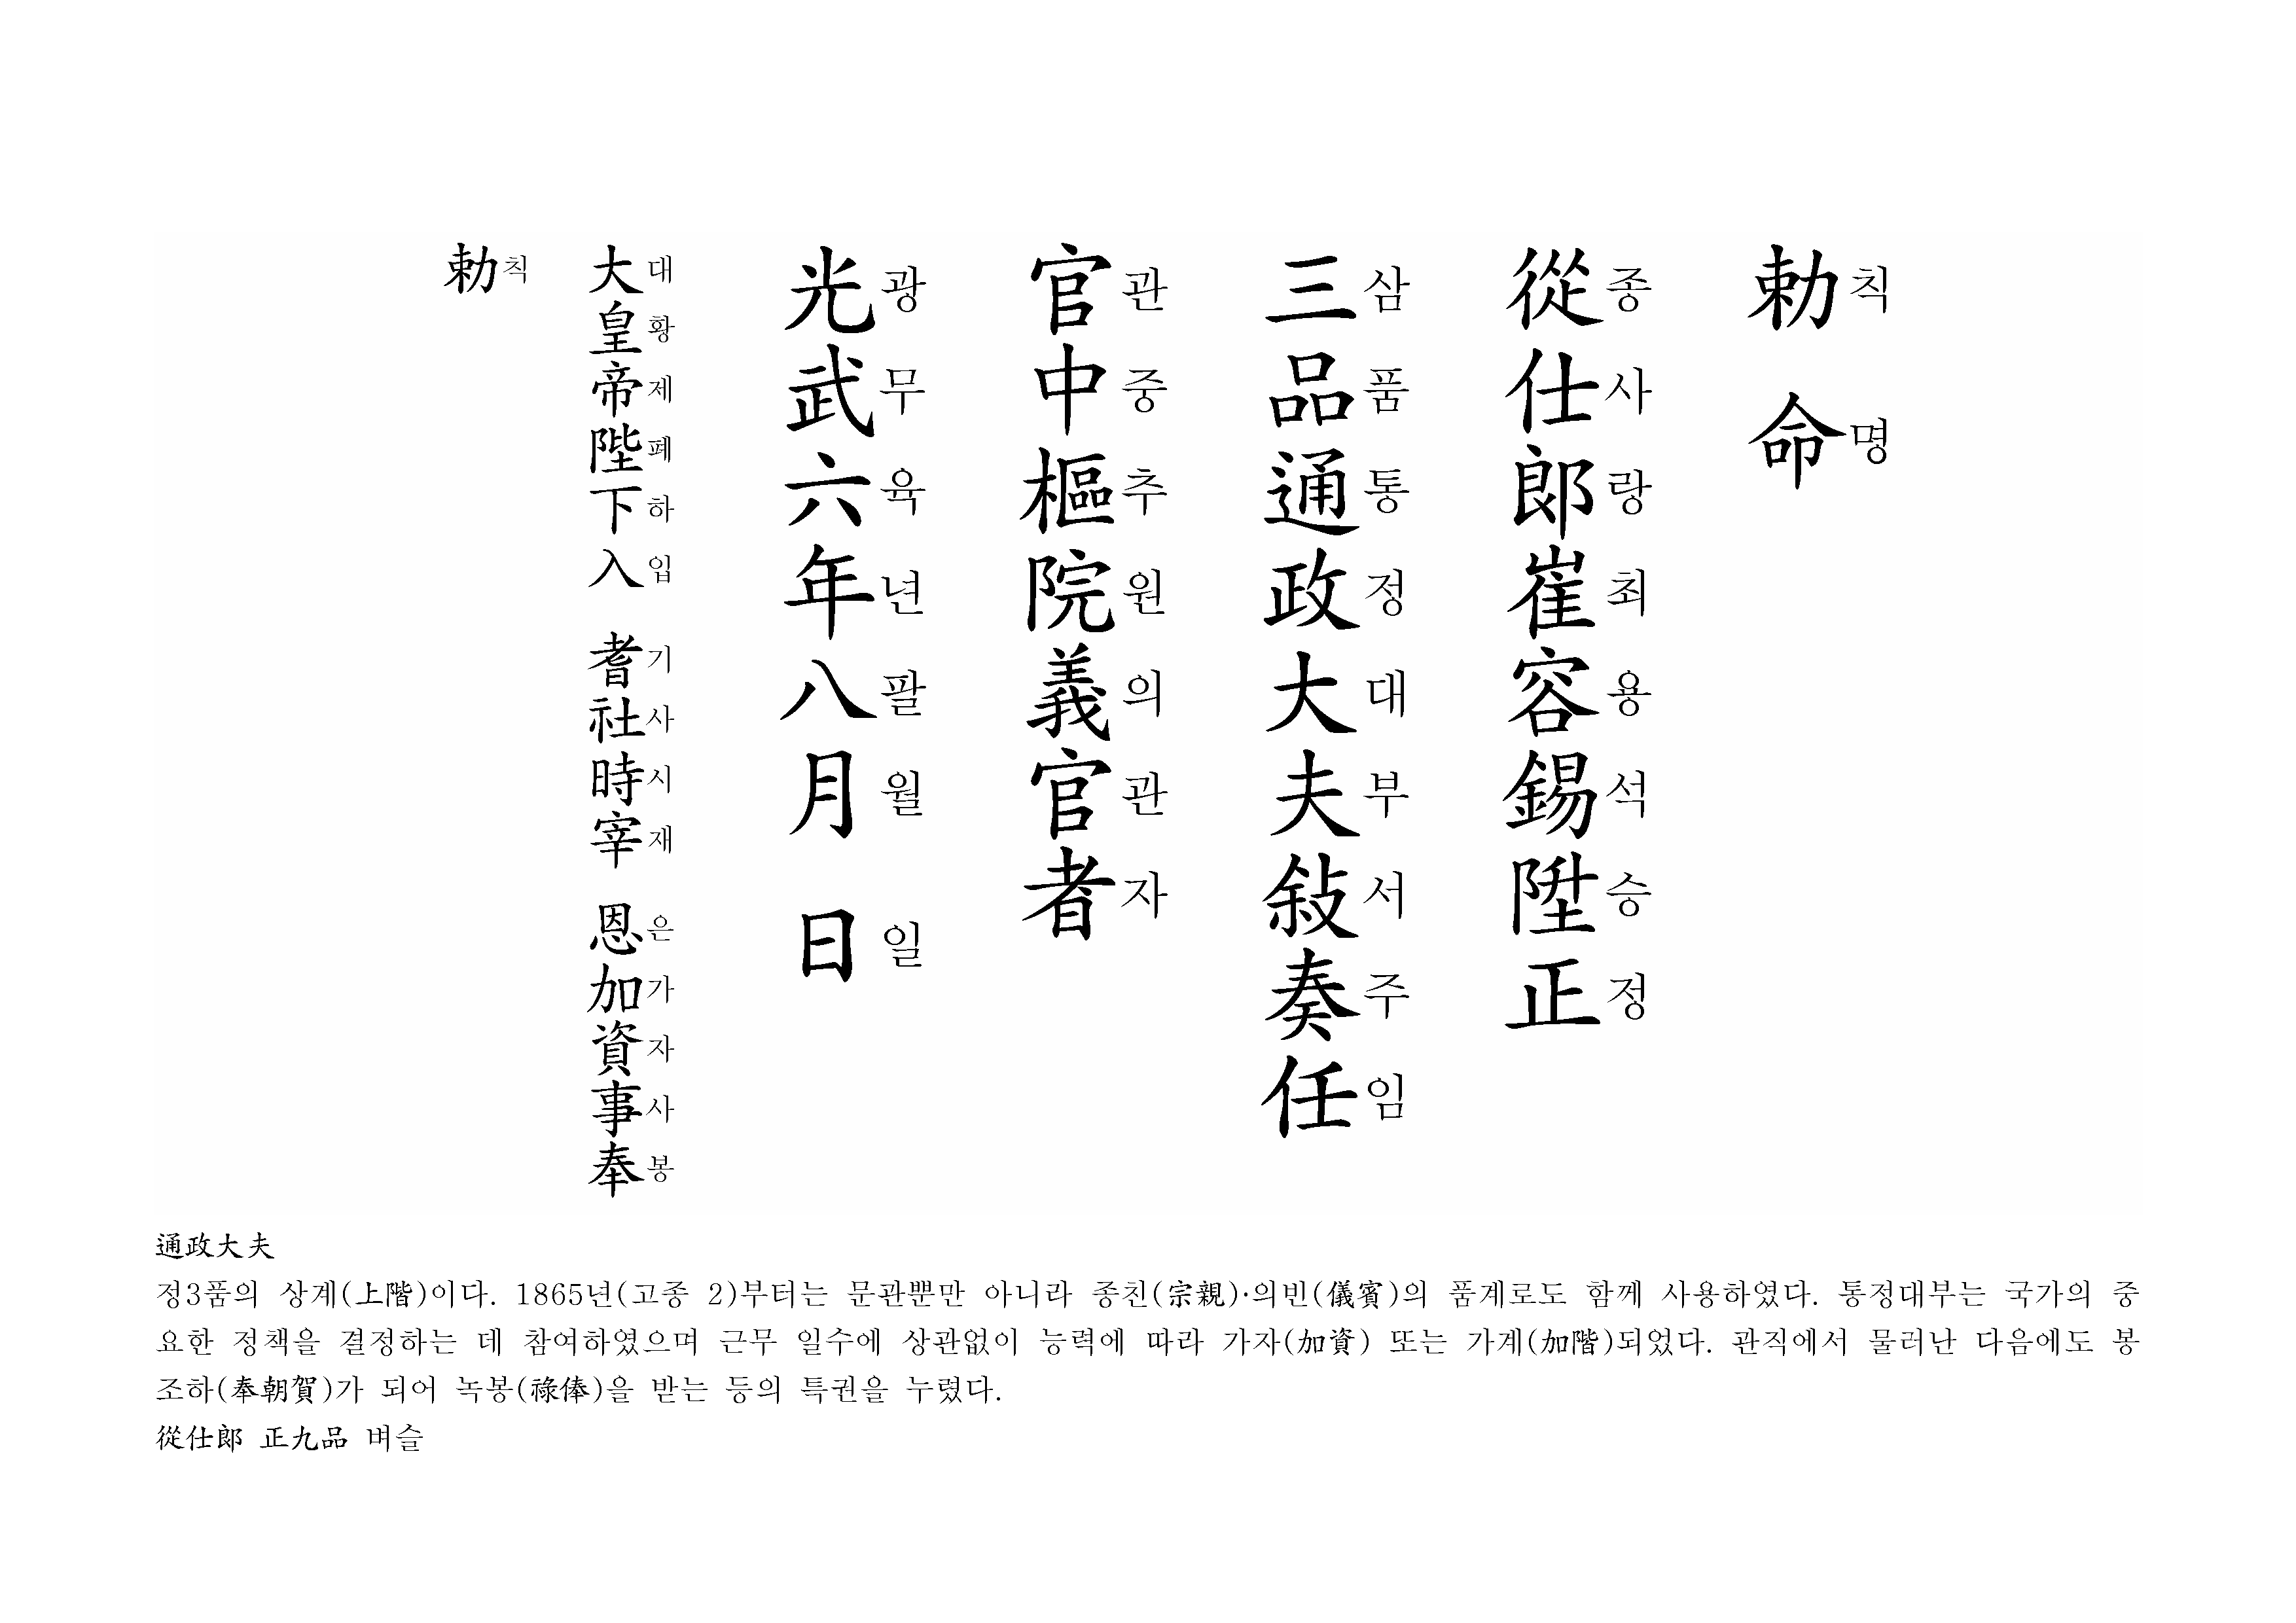 勅칙命명
從종仕사郎랑崔최容용錫석陞승正정
三삼品품通통政정大대夫부敍서奏주任임
官관中중樞추院원義의官관者자
光광武무六육年년八팔月월 日일
大대皇황帝제陛폐下하入입 耆기社사時시宰재 恩은加가資자事사奉봉
勅칙
通政大夫
정3품의 상계(上階)이다. 1865년(고종 2)부터는 문관뿐만 아니라 종친(宗親)·의빈(儀賓)의 품계로도 함께 사용하였다. 통정대부는 국가의 중
요한 정책을 결정하는 데 참여하였으며 근무 일수에 상관없이 능력에 따라 가자(加資) 또는 가계(加階)되었다. 관직에서 물러난 다음에도 봉
조하(奉朝賀)가 되어 녹봉(祿俸)을 받는 등의 특권을 누렸다.
從仕郎 正九品 벼슬